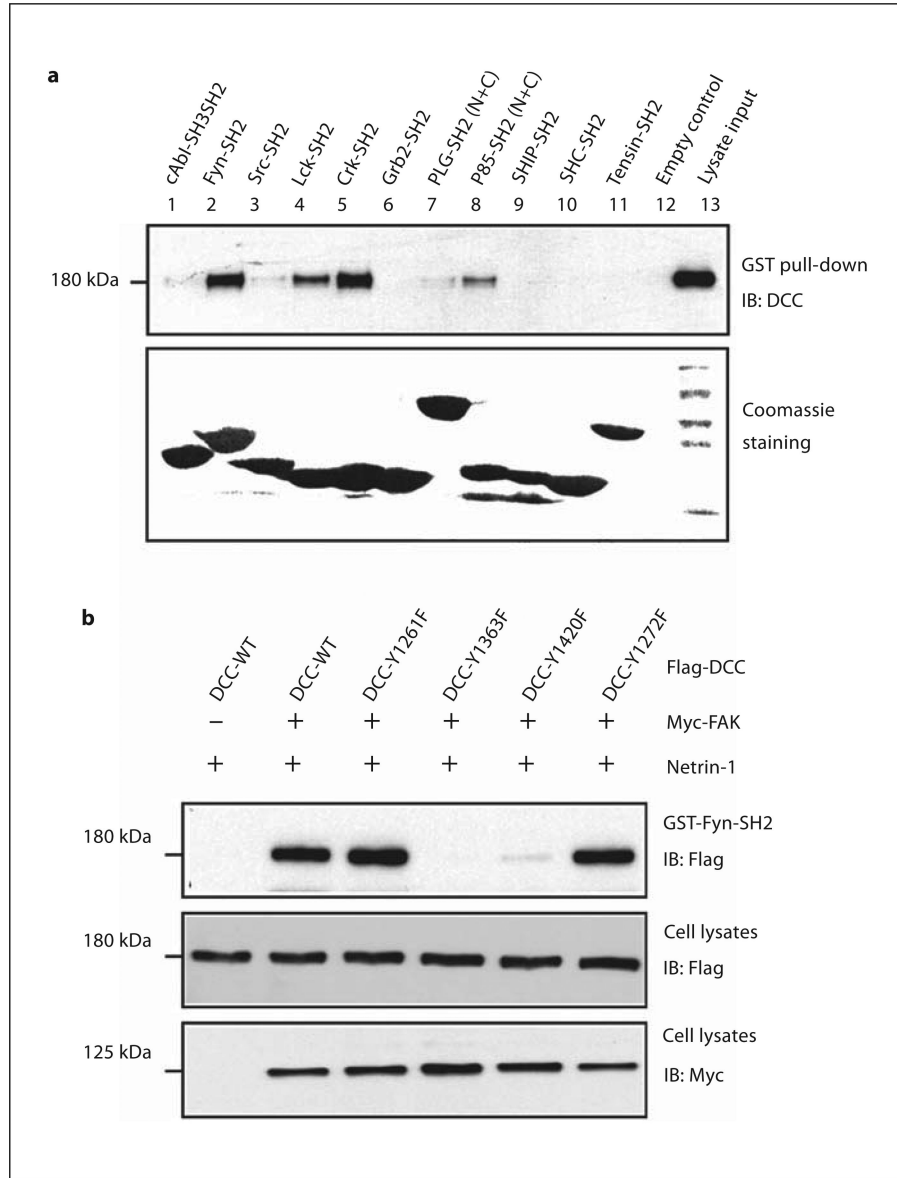 a
cAbl-SH3SH2
Fyn-SH2
Src-SH2
Lck-SH2
Crk-SH2
Grb2-SH2
PLG-SH2 (N+C)
P85-SH2 (N+C)
SHIP-SH2
SHC-SH2
Tensin-SH2
Empty control
Lysate input
1 2 3 4 5 6 7 8 9 10 11 12 13
180 kDa
GST pull-down
IB: DCC
Coomassie
staining
b
DCC-WT
DCC-WT
DCC-Y1261F
DCC-Y1363F
DCC-Y1420F
DCC-Y1272F
Flag-DCC
– + + + + + Myc-FAK
+ + + + + + Netrin-1
180 kDa
GST-Fyn-SH2
IB: Flag
180 kDa
Cell lysates
IB: Flag
125 kDa
Cell lysates
IB: Myc